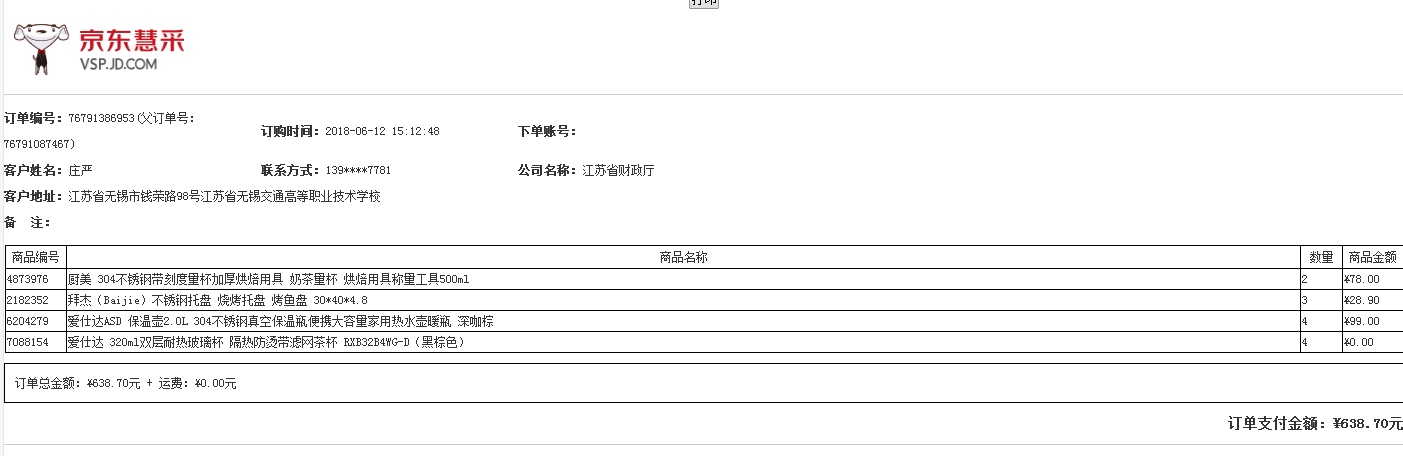 打印
京东慧采
VSP.JD.COM
订单编号：76791386953(父订单号：
76791087467)
订购时间：2018-06-12 15:12:48
下单账号：
客户姓名：庄严
联系方式：139****7781
公司名称：江苏省财政厅
客户地址：江苏省无锡市钱荣路98号江苏省无锡交通高等职业技术学校
备 注：
商品编号 商品名称 数量 商品金额
4873976 厨美 304不锈钢带刻度量杯加厚烘焙用具 奶茶量杯 烘焙用具称量工具500ml 2 ¥78.00
2182352 拜杰（Baijie）不锈钢托盘 烧烤托盘 烤鱼盘 30*40*4.8 3 ¥28.90
6204279 爱仕达ASD 保温壶2.0L 304不锈钢真空保温瓶便携大容量家用热水壶暖瓶 深咖棕 4 ¥99.00
7088154 爱仕达 320ml双层耐热玻璃杯 隔热防烫带滤网茶杯 RXB32B4WG-D（黑棕色） 4 ¥0.00
订单总金额：¥638.70元 + 运费：¥0.00元
订单支付金额：¥638.70元